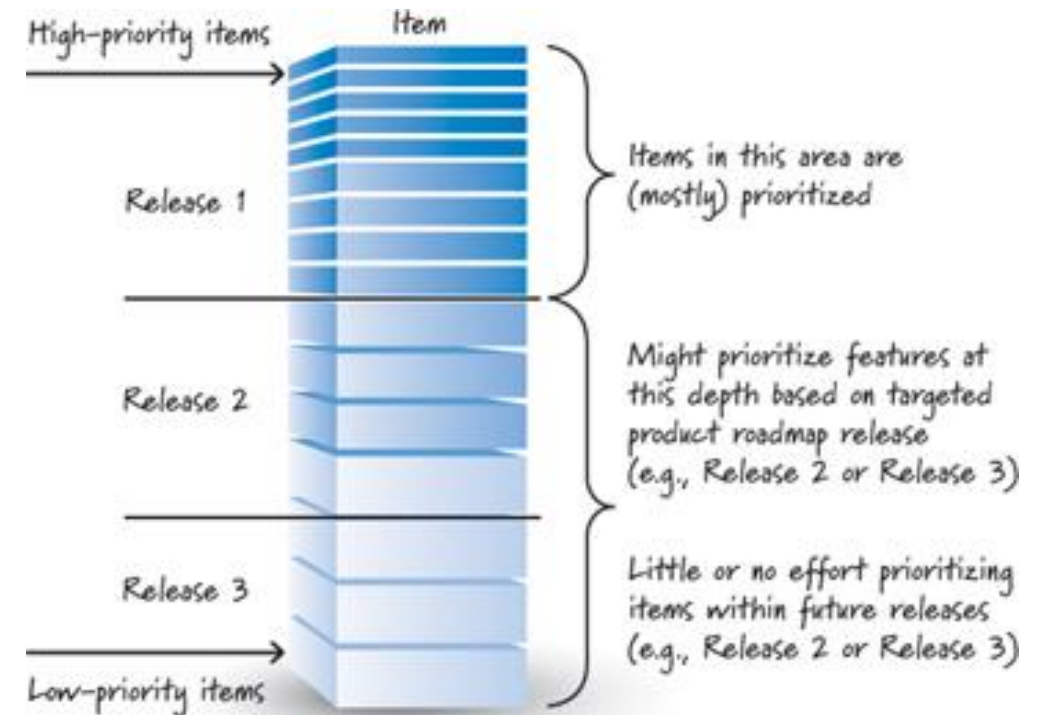 High-priority items
Item
Items in this area are
(mostly) prioritized
Release 1
Might prioritize features at
this depth based on targeted
product roadmap release
(e.g., Release 2 or Release 3)
Release 2
Little or no effort prioritizing
items within future releases
(e.g., Release 2 or Release 3)
Release 3
Low-priority items